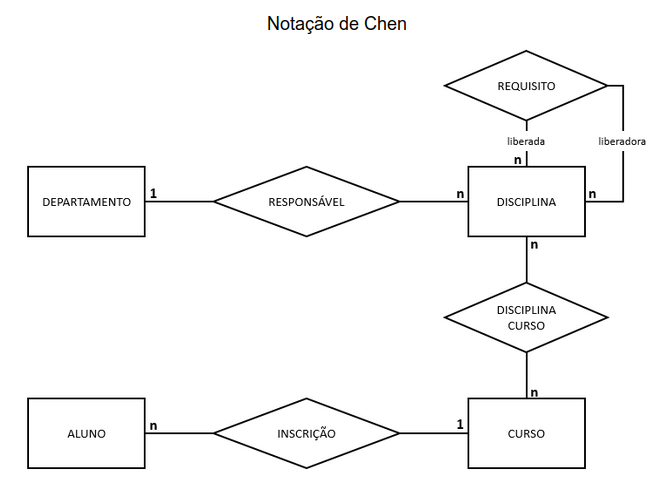 Notação de Chen
REQUISITO
liberada
liberadora
n
DEPARTAMENTO
1
RESPONSÁVEL
n
DISCIPLINA
n
n
DISCIPLINA
CURSO
n
ALUNO
n
INSCRIÇÃO
1
CURSO